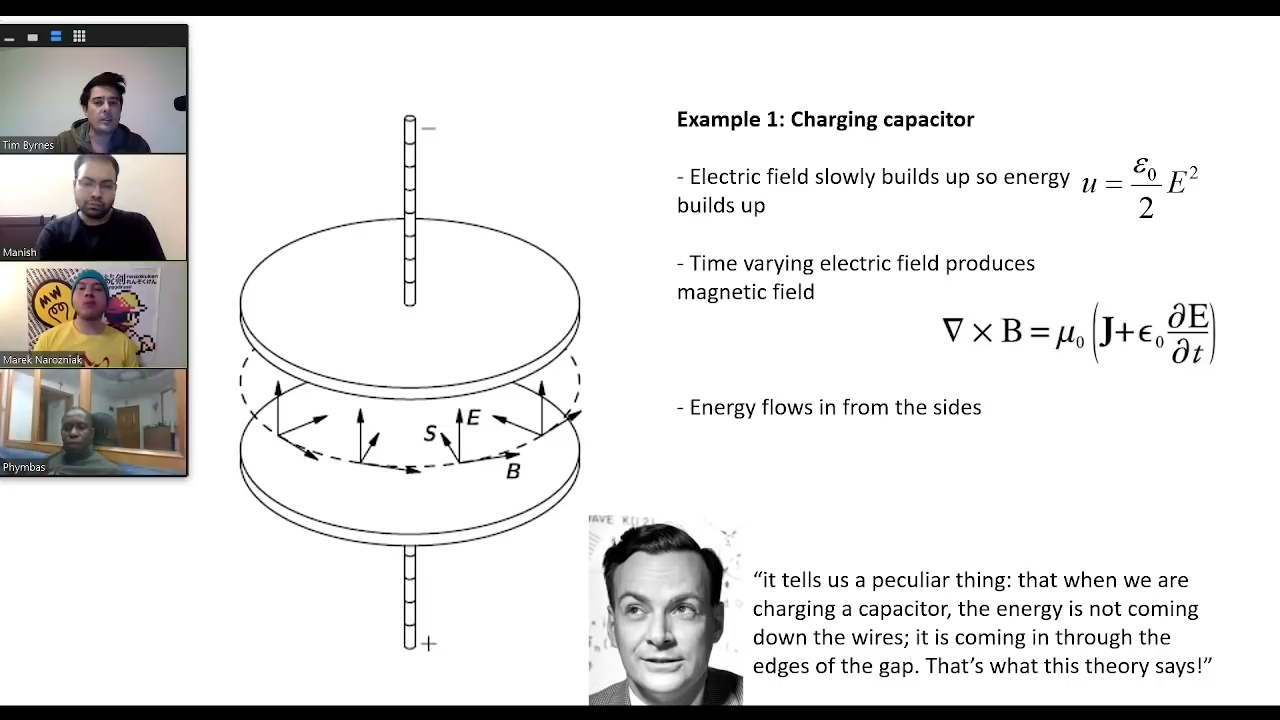 Tim Byrnes
Manish
Marek Narozniak
Phymbas
−
E
S
B
+
Example 1: Charging capacitor
- Electric field slowly builds up so energy
builds up
u = ε₀/2 E²
- Time varying electric field produces
magnetic field
∇ × B = μ₀ (J+ϵ₀ ∂E/∂t)
- Energy flows in from the sides
“it tells us a peculiar thing: that when we are
charging a capacitor, the energy is not coming
down the wires; it is coming in through the
edges of the gap. That’s what this theory says!”